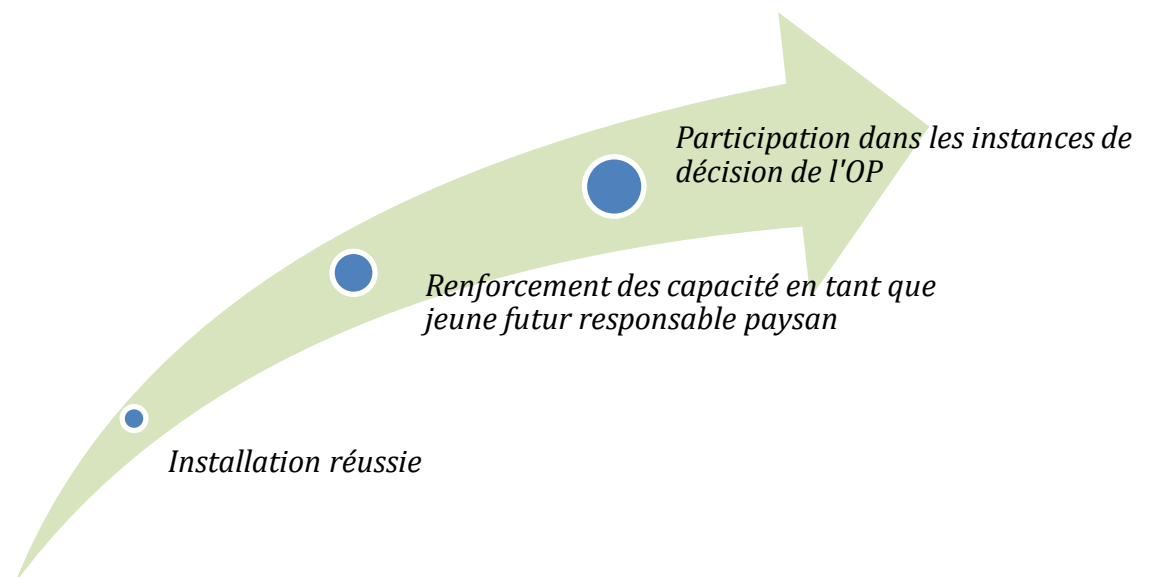 Participation dans les instances de
décision de l'OP
Renforcement des capacité en tant que
jeune futur responsable paysan
Installation réussie